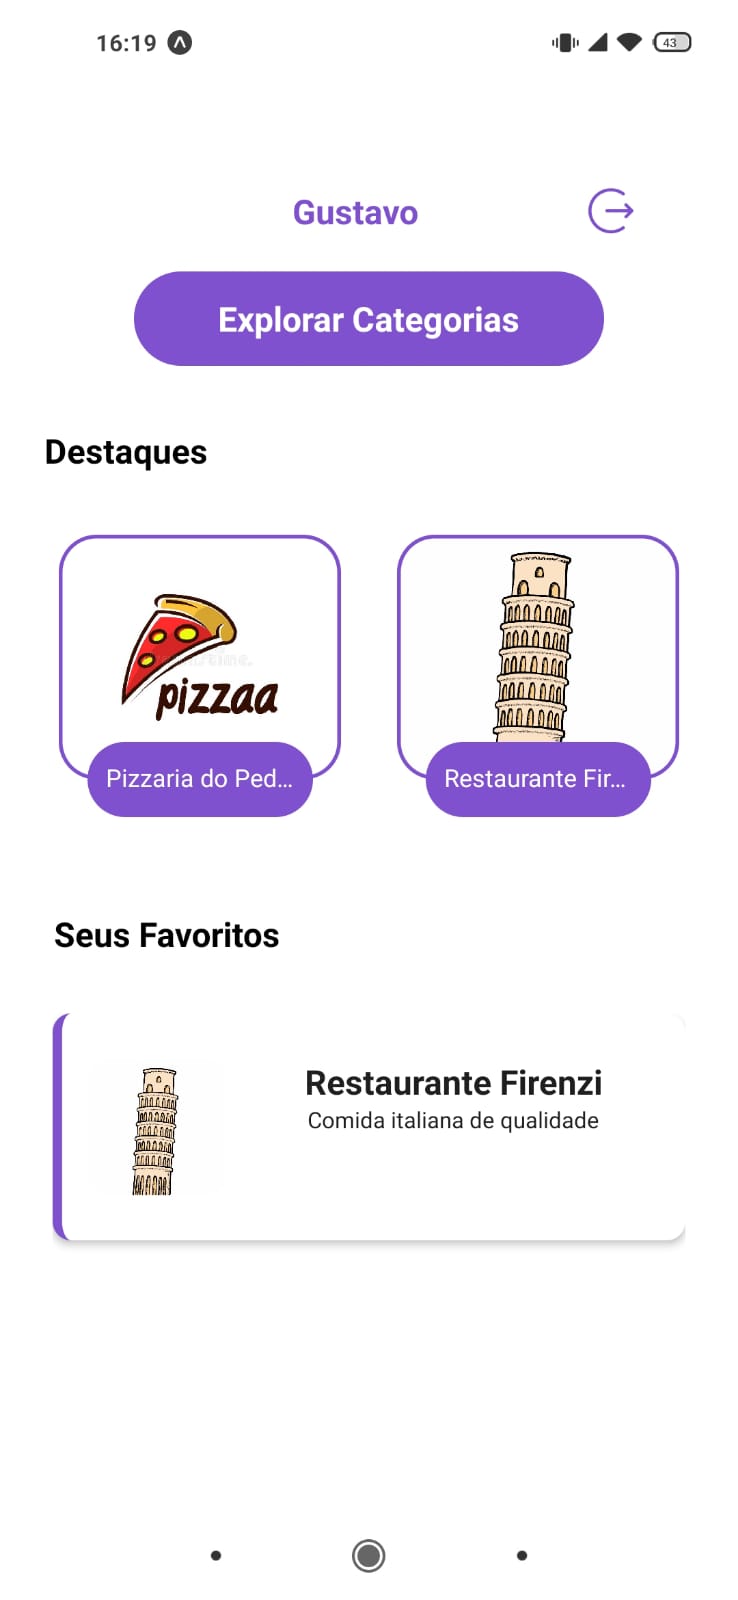 16:19
43
Gustavo
Explorar Categorias
Destaques
pizzaa
Pizzaria do Ped...
Restaurante Fir...
Seus Favoritos
Restaurante Firenzi
Comida italiana de qualidade